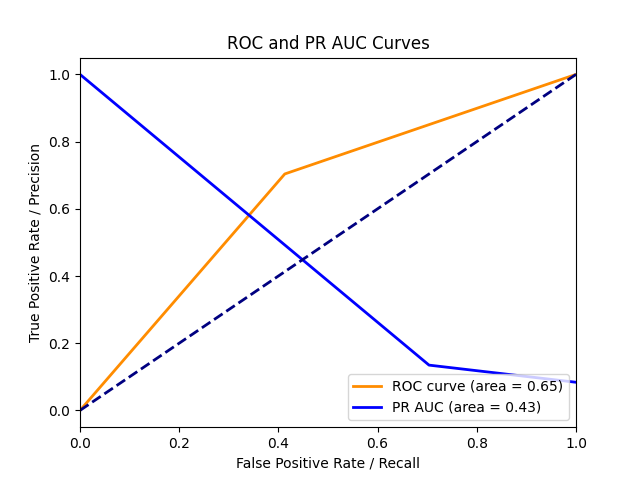 ROC and PR AUC Curves
True Positive Rate / Precision
1.0
0.8
0.6
0.4
0.2
0.0
ROC curve (area = 0.65)
PR AUC (area = 0.43)
0.0 0.2 0.4 0.6 0.8 1.0
False Positive Rate / Recall